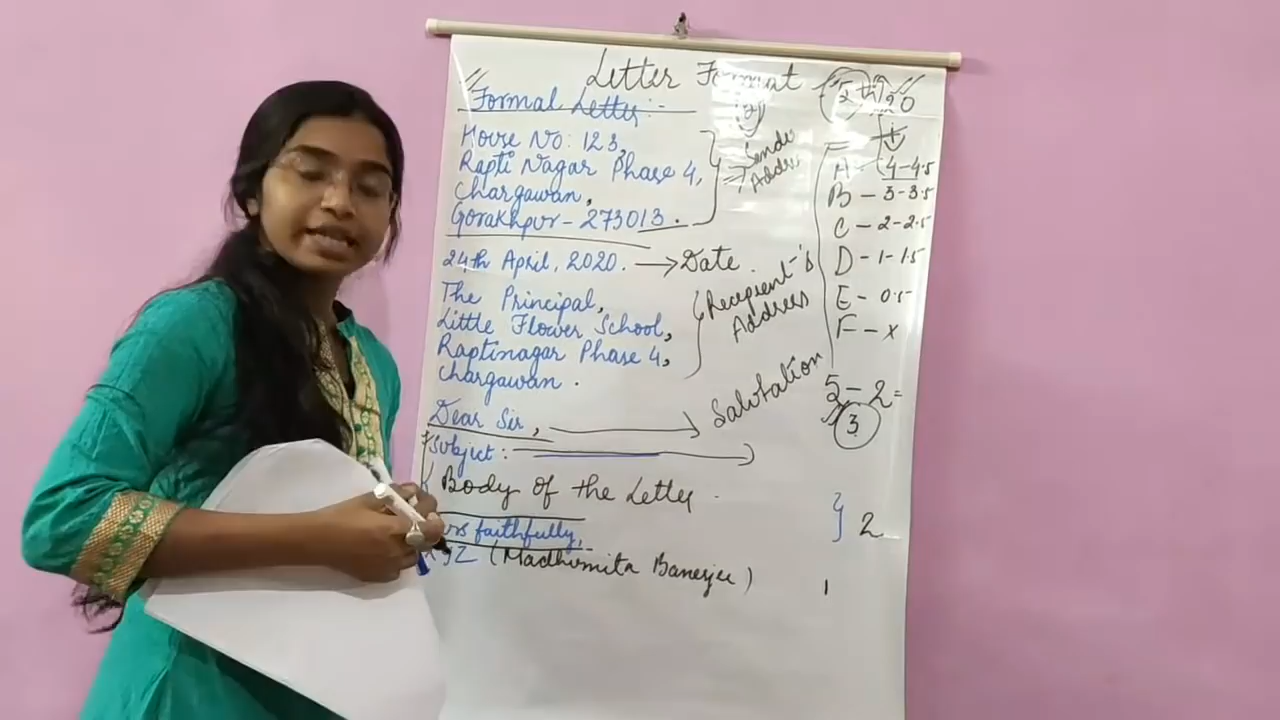 Letter Format
Formal Letter:-
House No: 123,
Rapti Nagar Phase 4,
Chargawan,
Gorakhpur - 273013.
Sender
Addres
24th April, 2020. → Date.
The Principal,
Little Flower School,
Raptinagar Phase 4,
Chargawan.
Recepient's
Address
Dear Sir,
Salutation
Subject:
Body of the Letter.
faithfully,
(Madhumita Banerjee)
5th
20
A - 4-4.5
B - 3-3.5
C - 2-2.5
D - 1-1.5
E - 0.5
F - x
5-2=
3
2
1